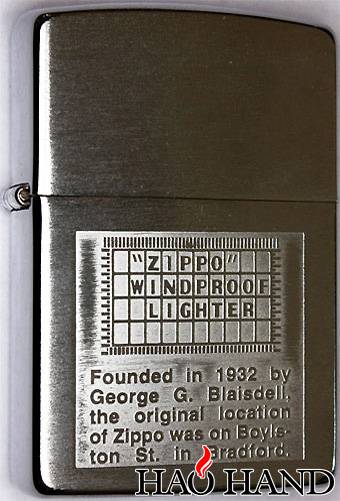 "ZIPPO"
WINDPROOF
LIGHTER
Founded in 1932 by
George G. Blaisdell,
the original location
of Zippo was on Boyls-
ton St. in Bradford.
HAO HAND